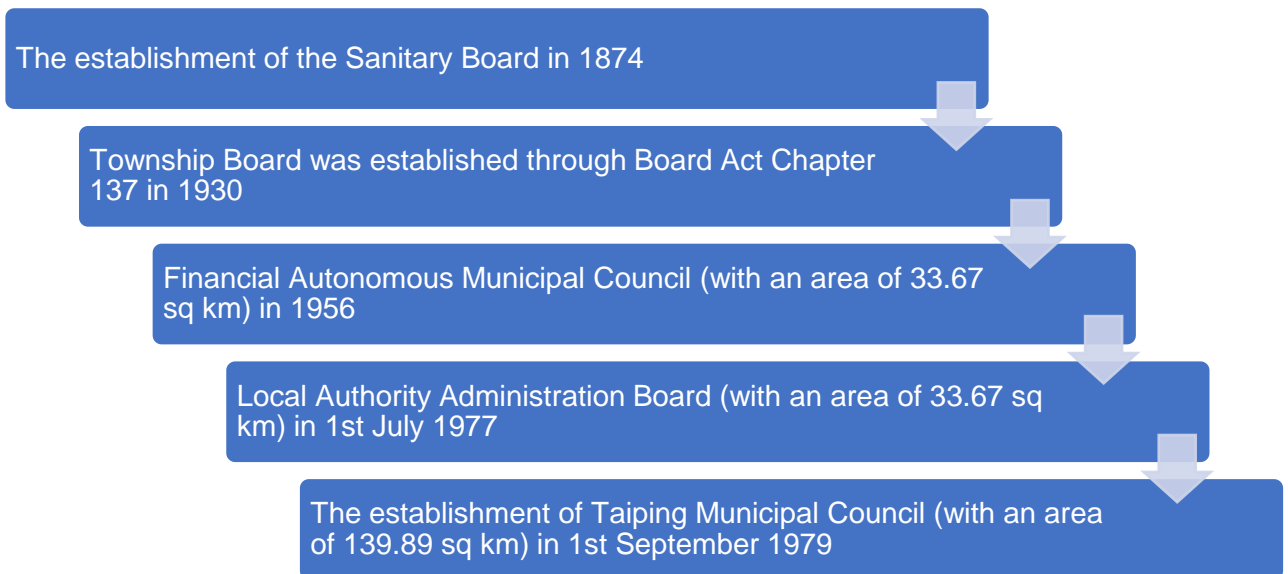 The establishment of the Sanitary Board in 1874
Township Board was established through Board Act Chapter
137 in 1930
Financial Autonomous Municipal Council (with an area of 33.67
sq km) in 1956
Local Authority Administration Board (with an area of 33.67 sq
km) in 1st July 1977
The establishment of Taiping Municipal Council (with an area
of 139.89 sq km) in 1st September 1979